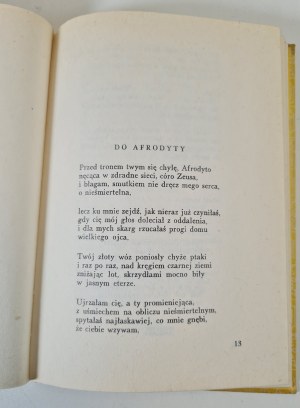 DO AFRODYTY
Przed tronem twym się chylę, Afrodyto
nęcąca w zdradne sieci, córo Zeusa,
i błagam, smutkiem nie dręcz mego serca,
o nieśmiertelna,
lecz ku mnie zejdź, jak nieraz już czyniłaś,
gdy cię mój głos doleciał z oddalenia,
i dla mych skarg rzucałaś progi domu
wielkiego ojca.
Twój złoty wóz poniosły chyże ptaki
i raz po raz, nad kręgiem czarnej ziemi
zniżając lot, skrzydłami mocno biły
w jasnym eterze.
Ujrzałam cię, a ty promieniejąca,
z uśmiechem na obliczu nieśmiertelnym,
spytałaś najłaskawiej, co mnie gnębi,
że ciebie wzywam,
13